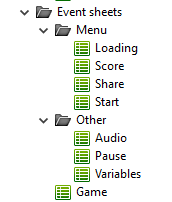 Event sheets
Menu
Loading
Score
Share
Start
Other
Audio
Pause
Variables
Game